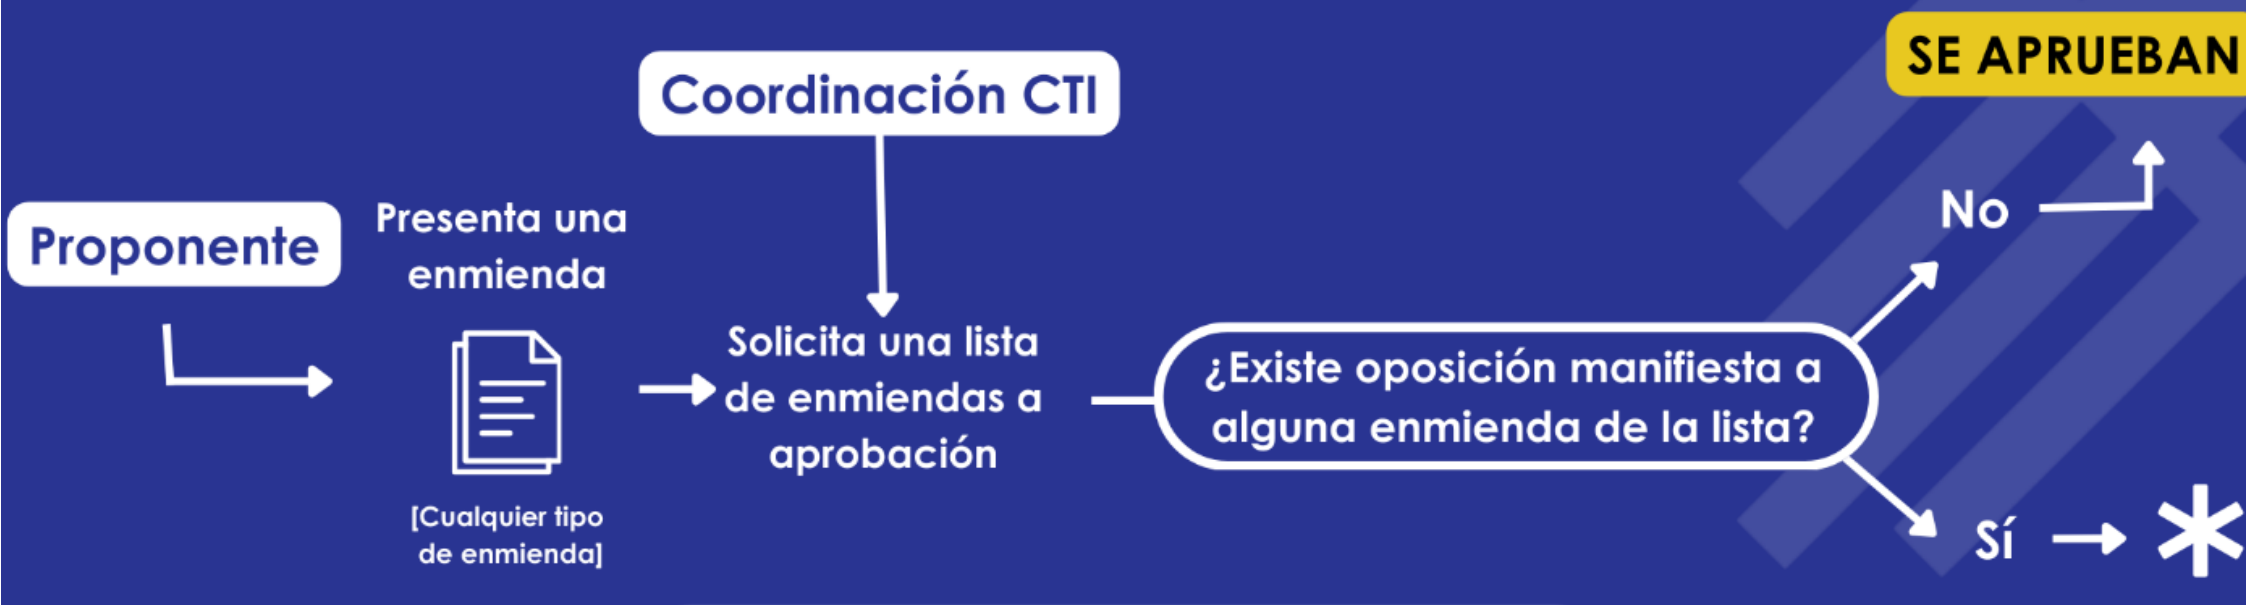 SE APRUEBAN
Coordinación CTI
Proponente
Presenta una
enmienda
[Cualquier tipo
de enmienda]
Solicita una lista
de enmiendas a
aprobación
¿Existe oposición manifiesta a
alguna enmienda de la lista?
No
Sí